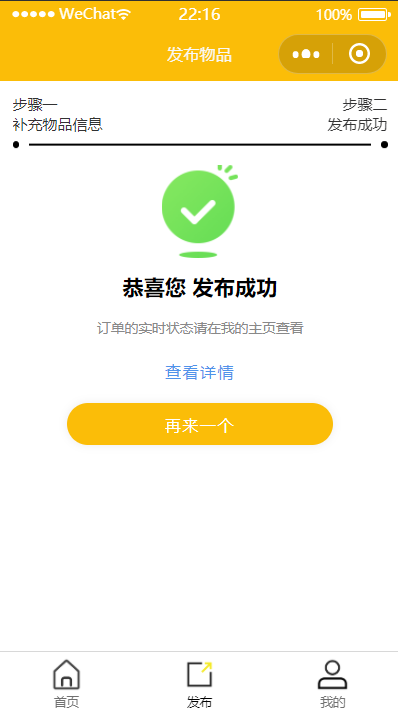 WeChat 22:16 100%
发布物品
步骤一 步骤二
补充物品信息 发布成功
恭喜您 发布成功
订单的实时状态请在我的主页查看
查看详情
再来一个
首页 发布 我的